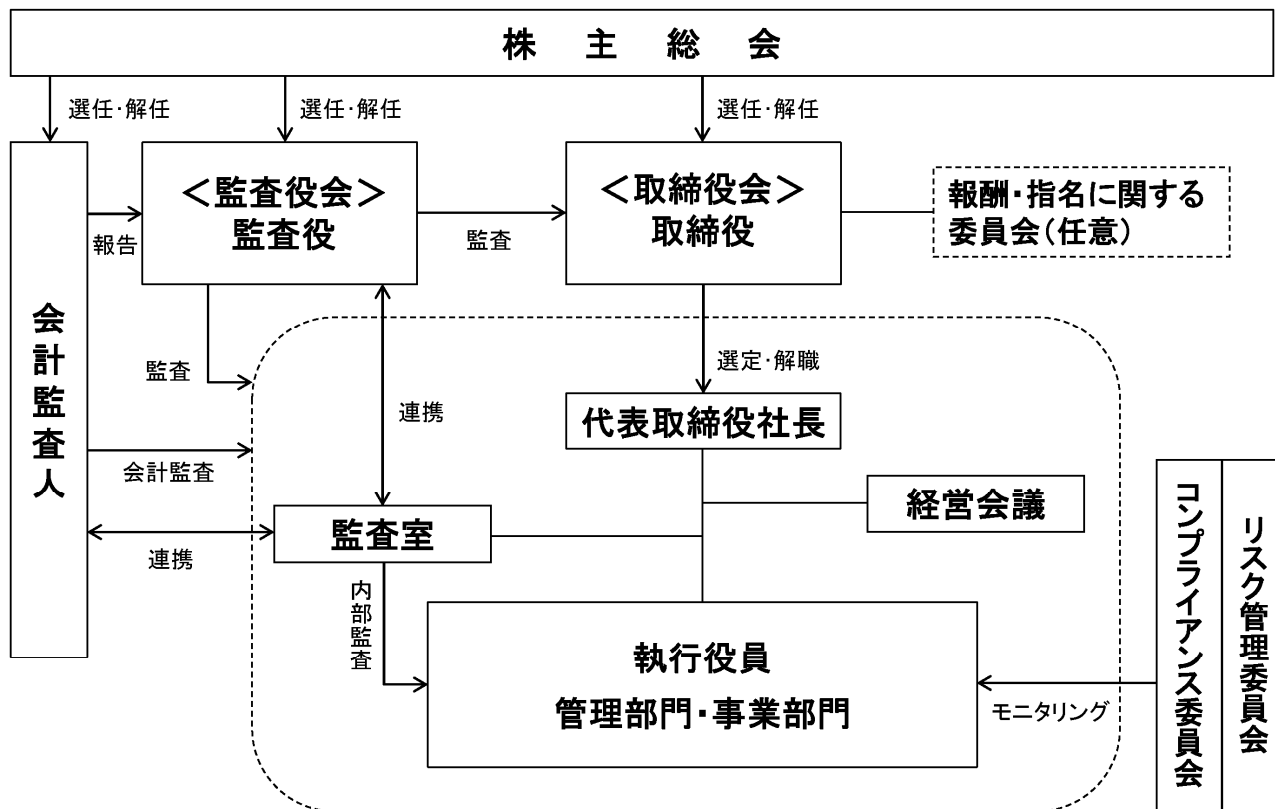 株主総会
選任・解任
選任・解任
選任・解任
会計監査人
報告
＜監査役会＞
監査役
監査
＜取締役会＞
取締役
報酬・指名に関する
委員会（任意）
監査
連携
選定・解職
代表取締役社長
会計監査
経営会議
連携
監査室
内部監査
執行役員
管理部門・事業部門
モニタリング
コンプライアンス委員会
リスク管理委員会